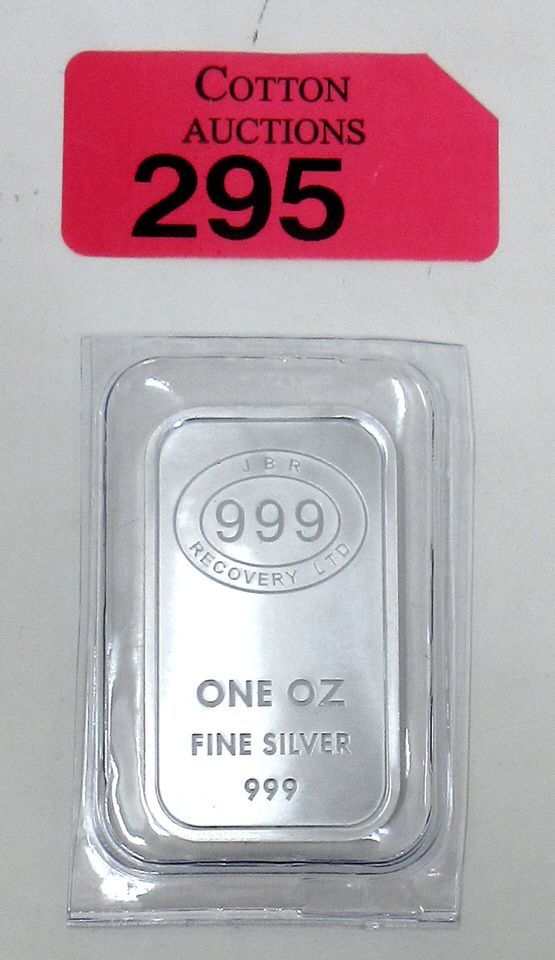 COTTON
AUCTIONS
295
JBR
999
RECOVERY LTD
ONE OZ
FINE SILVER
999